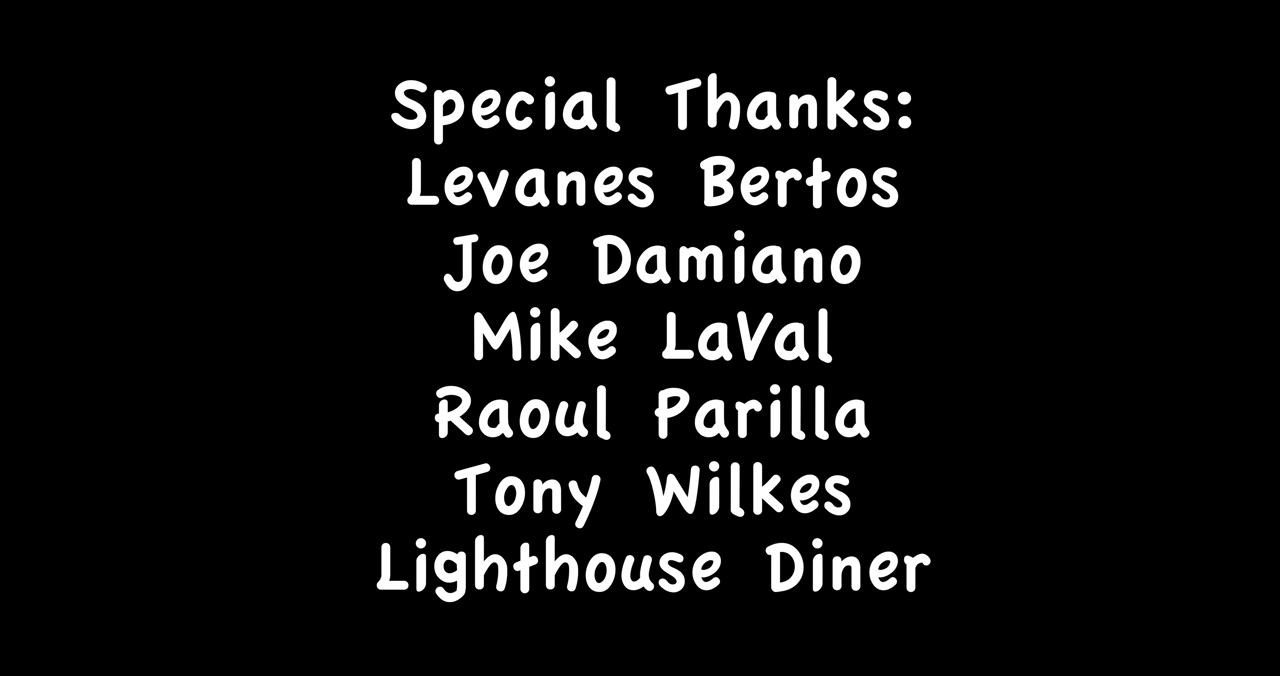 Special Thanks:
Levanes Bertos
Joe Damiano
Mike LaVal
Raoul Parilla
Tony Wilkes
Lighthouse Diner